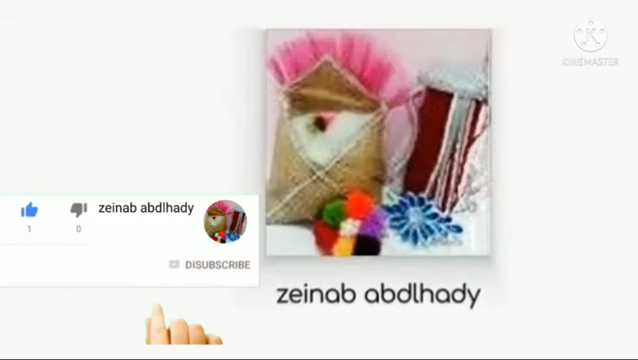 KINEMASTER
zeinab abdlhady
1
0
DISUBSCRIBE
zeinab abdlhady